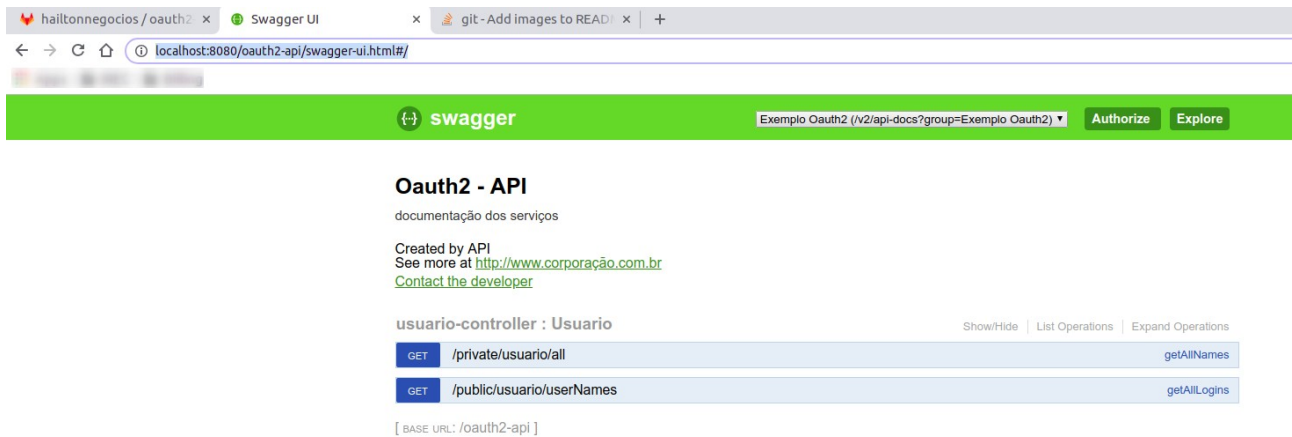 hailtonnegocios / oauth2
Swagger UI
git - Add images to READ
localhost:8080/oauth2-api/swagger-ui.html#/
swagger
Exemplo Oauth2 (/v2/api-docs?group=Exemplo Oauth2)
Authorize
Explore
Oauth2 - API
documentação dos serviços
Created by API
See more at http://www.corporação.com.br
Contact the developer
usuario-controller : Usuario
Show/Hide | List Operations | Expand Operations
GET /private/usuario/all getAllNames
GET /public/usuario/userNames getAllLogins
[ BASE URL: /oauth2-api ]